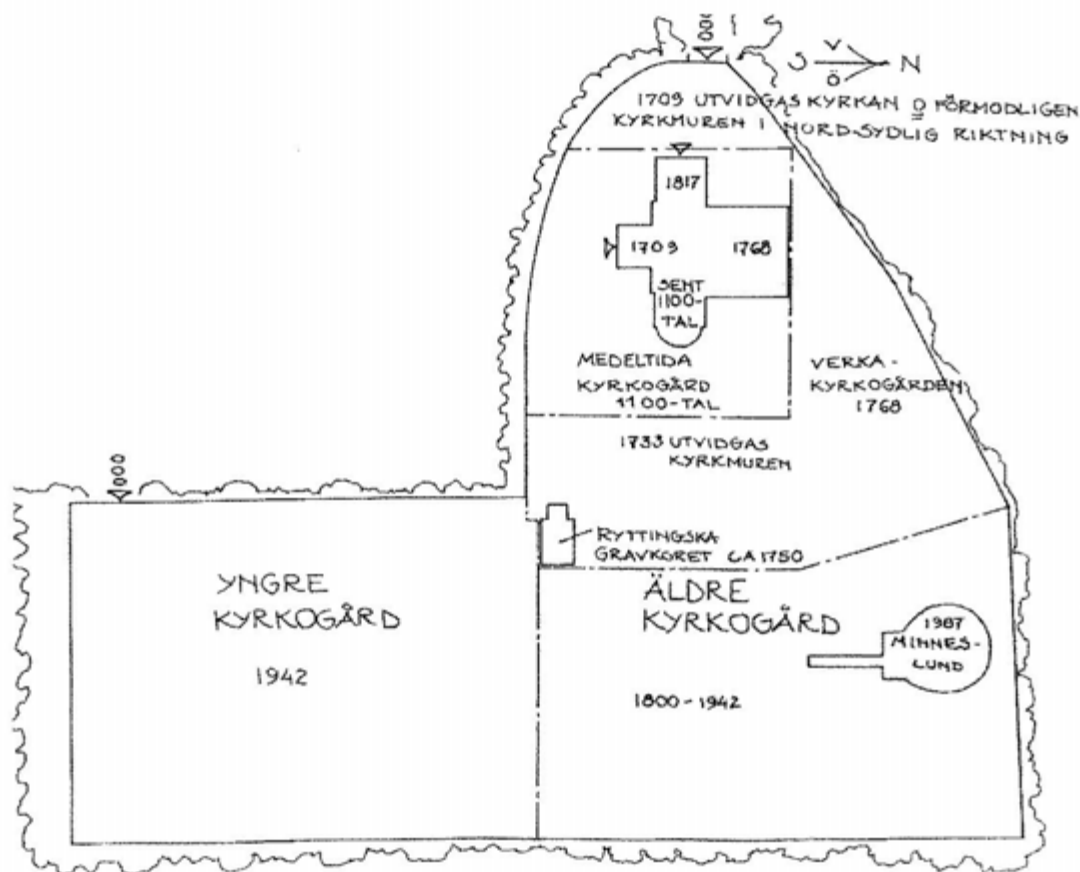 V
S N
Ö
1709 UTVIDGAS KYRKAN O FÖRMODLIGEN
KYRKMUREN I NORD-SYDLIG RIKTNING
1817
1709 1768
SENT
1100-
TAL
MEDELTIDA
KYRKOGÅRD
1100-TAL
VERKA-
KYRKOGÅRDEN
1768
1733 UTVIDGAS
KYRKMUREN
RYTTINGSKA
GRAVKORET CA 1750
YNGRE
KYRKOGÅRD
1942
ÄLDRE
KYRKOGÅRD
1800-1942
1987
MINNES-
LUND